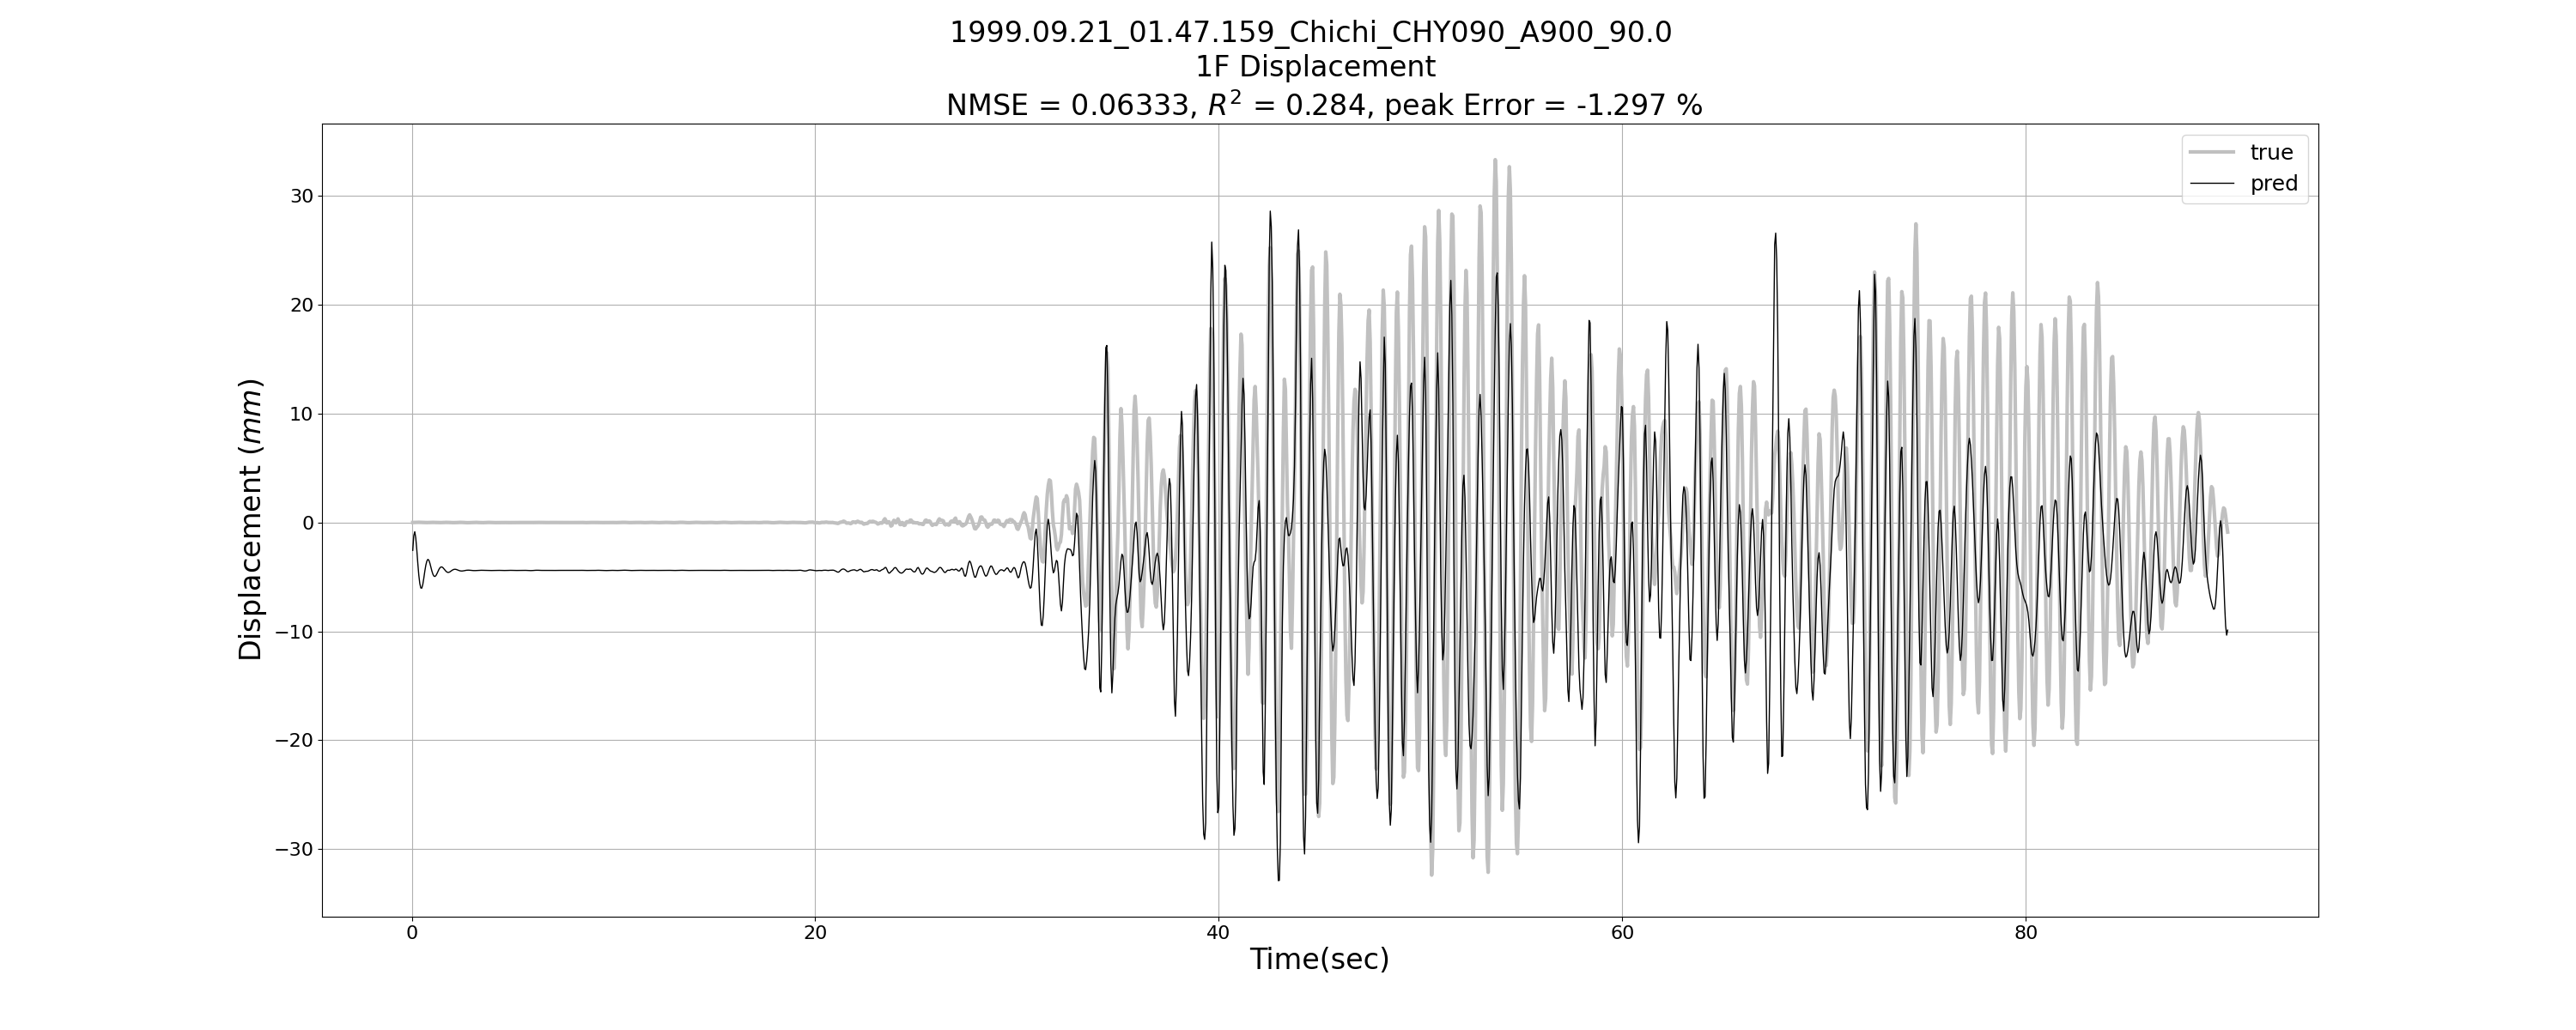 1999.09.21_01.47.159_Chichi_CHY090_A900_90.0
1F Displacement
NMSE = 0.06333, R² = 0.284, peak Error = -1.297 %
true
pred
Displacement (mm)
30
20
10
0
−10
−20
−30
0 20 40 60 80
Time(sec)